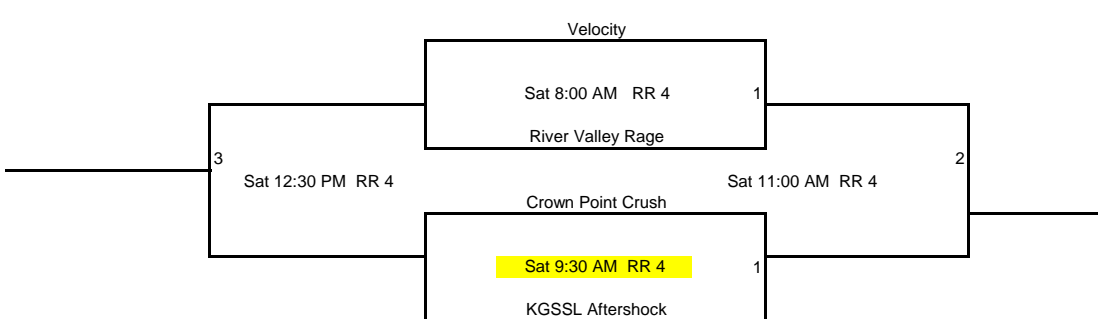 Velocity
Sat 8:00 AM RR 4 1
River Valley Rage
3 2
Sat 12:30 PM RR 4 Sat 11:00 AM RR 4
Crown Point Crush
Sat 9:30 AM RR 4 1
KGSSL Aftershock